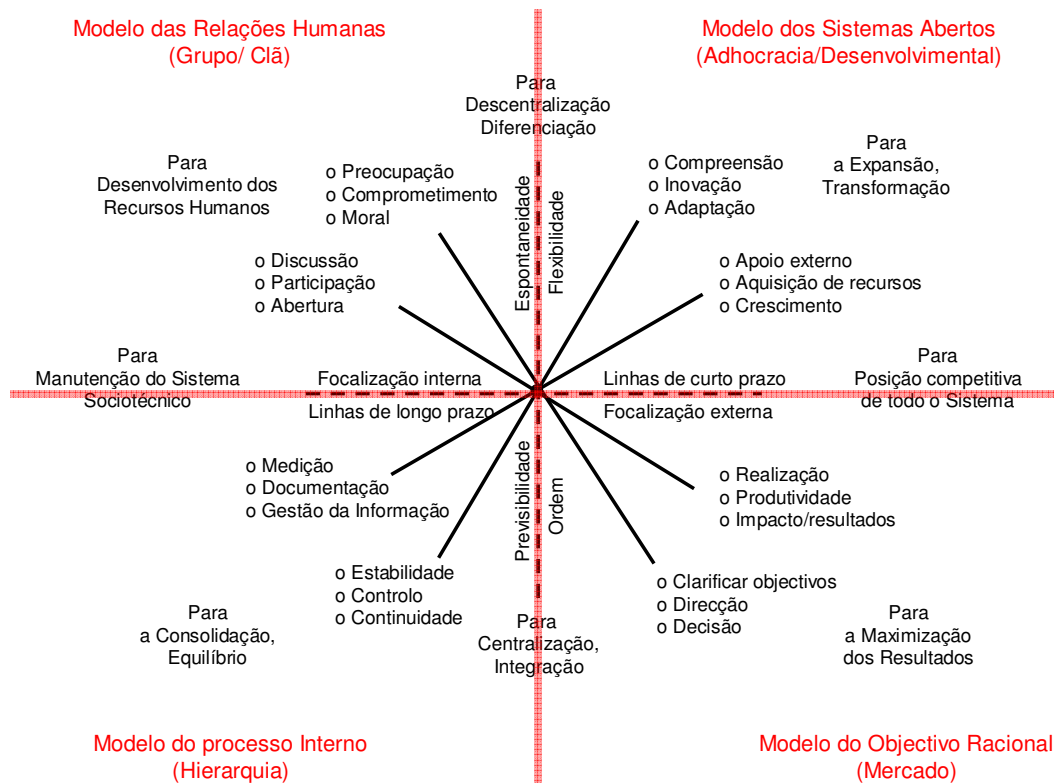 Modelo das Relações Humanas
(Grupo/ Clã)
Modelo dos Sistemas Abertos
(Adhocracia/Desenvolvimental)
Para
Descentralização
Diferenciação
Para
Desenvolvimento dos
Recursos Humanos
o Preocupação
o Comprometimento
o Moral
Espontaneidade
Flexibilidade
o Compreensão
o Inovação
o Adaptação
Para
a Expansão,
Transformação
o Discussão
o Participação
o Abertura
o Apoio externo
o Aquisição de recursos
o Crescimento
Para
Manutenção do Sistema
Sociotécnico
Focalização interna
Linhas de longo prazo
Linhas de curto prazo
Focalização externa
Para
Posição competitiva
de todo o Sistema
o Medição
o Documentação
o Gestão da Informação
Previsibilidade
Ordem
o Realização
o Produtividade
o Impacto/resultados
o Estabilidade
o Controlo
o Continuidade
o Clarificar objectivos
o Direcção
o Decisão
Para
a Consolidação,
Equilíbrio
Para
Centralização,
Integração
Para
a Maximização
dos Resultados
Modelo do processo Interno
(Hierarquia)
Modelo do Objectivo Racional
(Mercado)